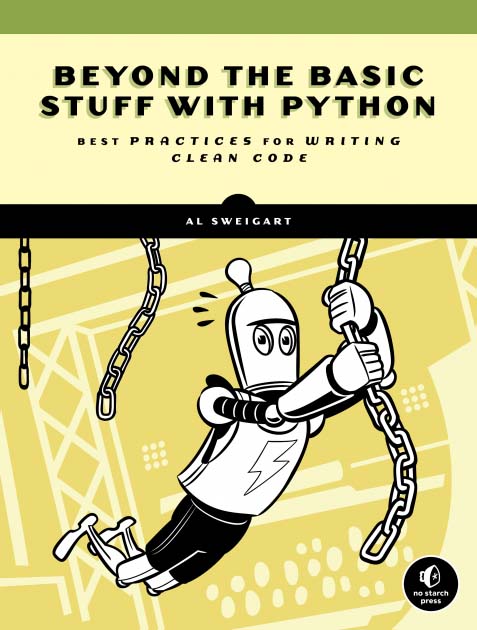 BEYOND THE BASIC
STUFF WITH PYTHON
BEST PRACTICES FOR WRITING
CLEAN CODE
AL SWEIGART
no starch
press